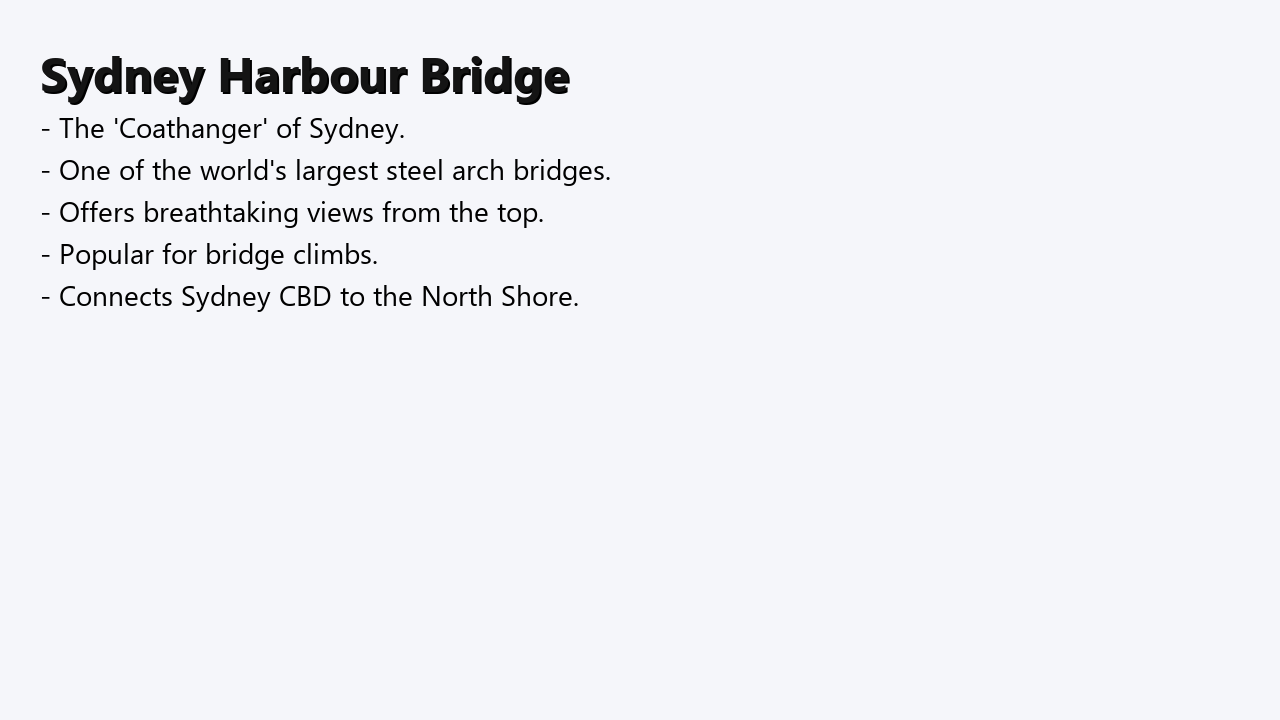 Sydney Harbour Bridge
- The 'Coathanger' of Sydney.
- One of the world's largest steel arch bridges.
- Offers breathtaking views from the top.
- Popular for bridge climbs.
- Connects Sydney CBD to the North Shore.